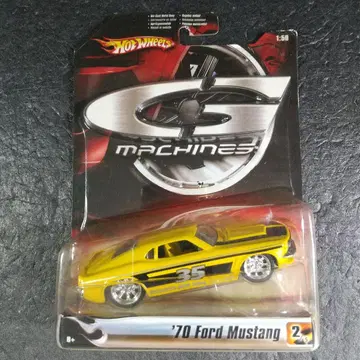 HOT WHEELS
1:50
G
MACHINES
35
'70 Ford Mustang
2
8+